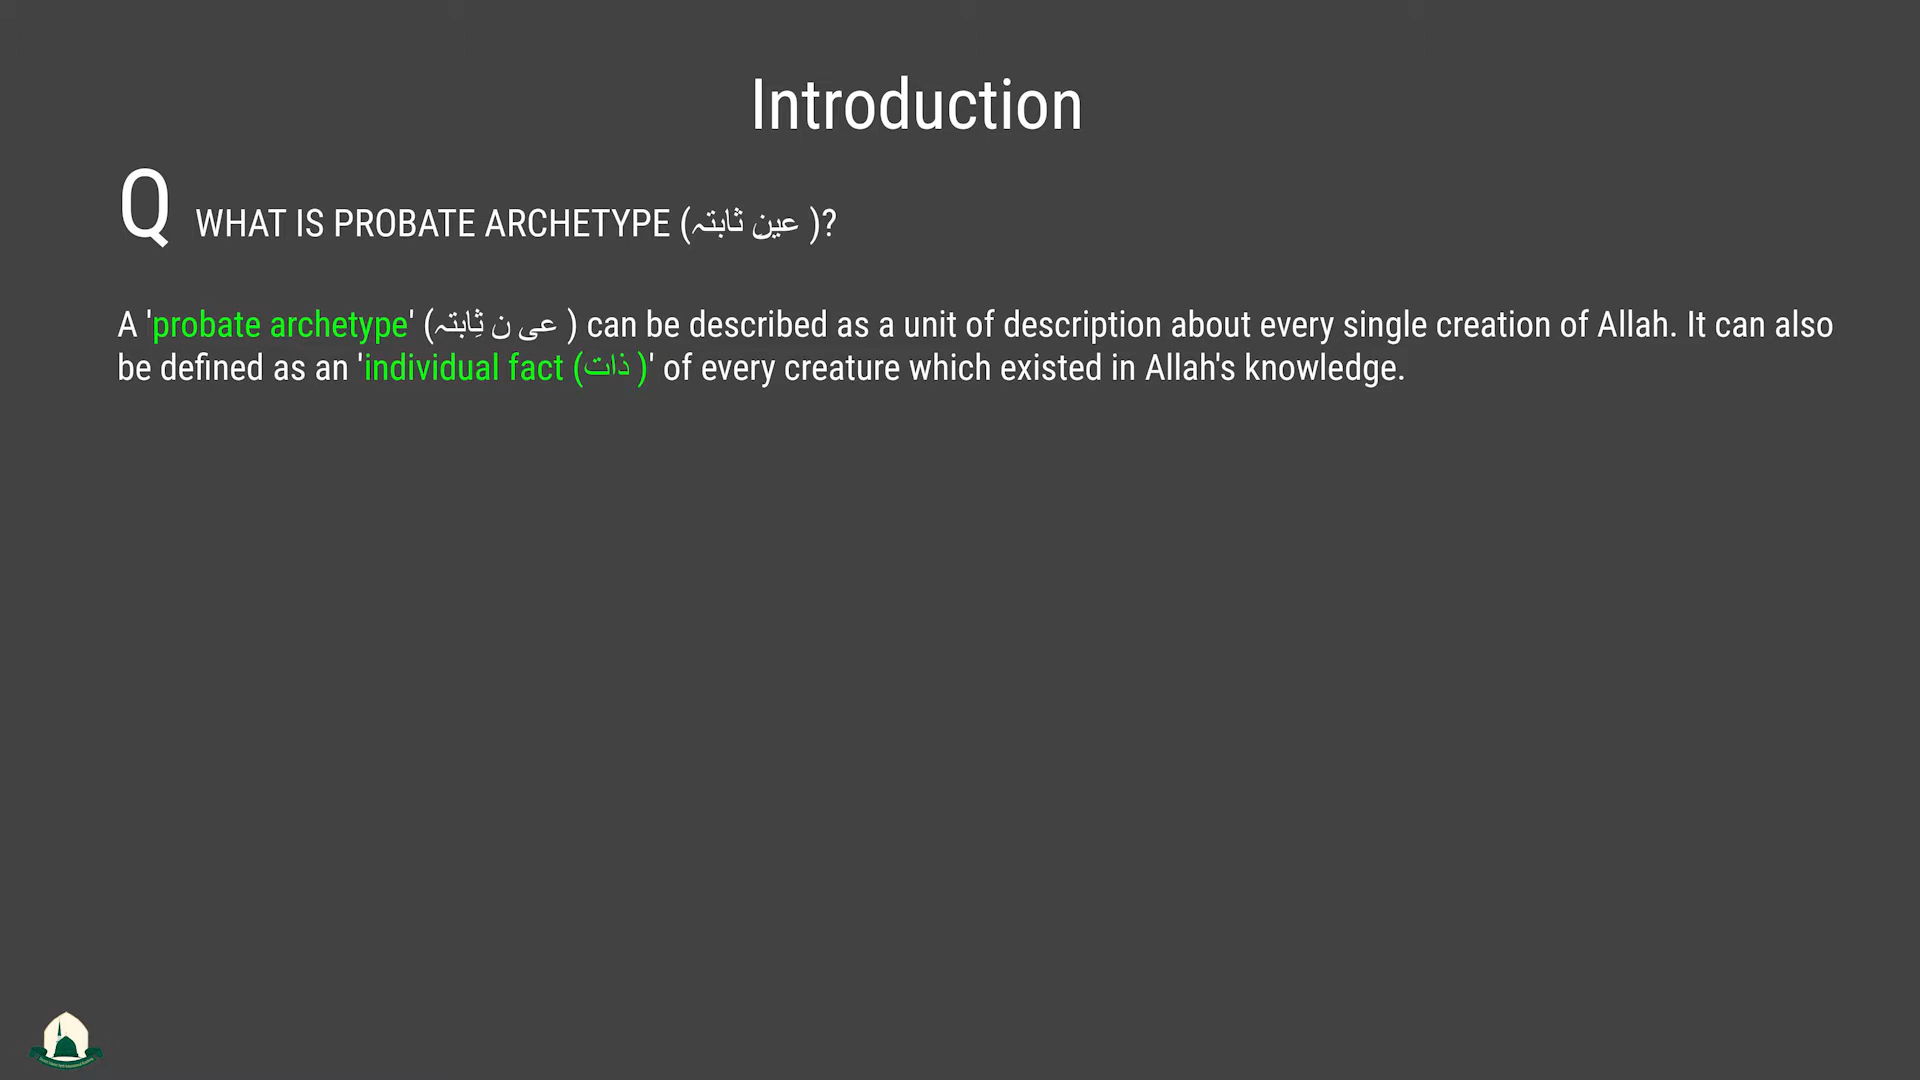 Introduction
Q WHAT IS PROBATE ARCHETYPE (عینِ ثابتہ )?
A 'probate archetype' (عی ن ثِابتہ ) can be described as a unit of description about every single creation of Allah. It can also
be defined as an 'individual fact (ذات )' of every creature which existed in Allah's knowledge.